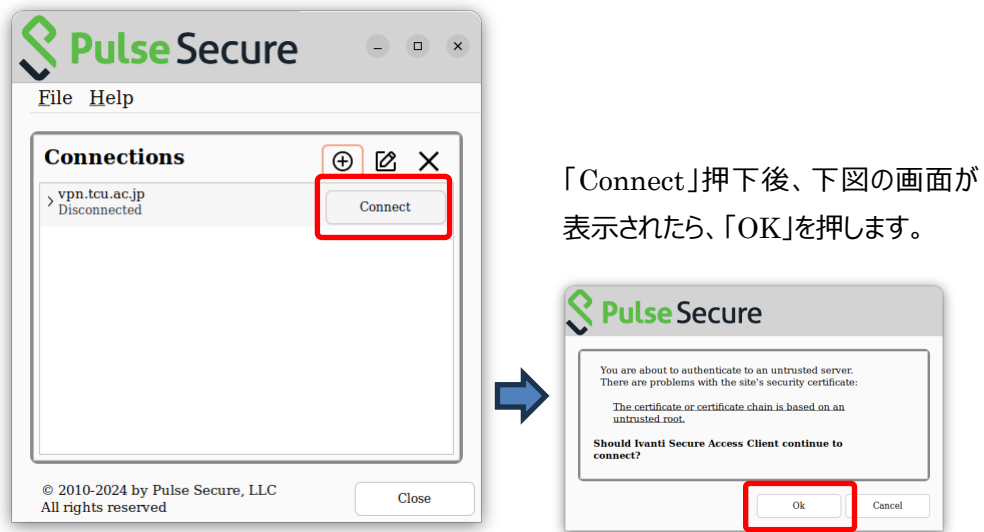 Pulse Secure
File Help
Connections
vpn.tcu.ac.jp
Disconnected
Connect
© 2010-2024 by Pulse Secure, LLC
All rights reserved
Close
「Connect」押下後、下図の画面が
表示されたら、「OK」を押します。
Pulse Secure
You are about to authenticate to an untrusted server.
There are problems with the site's security certificate:
The certificate or certificate chain is based on an
untrusted root.
Should Ivanti Secure Access Client continue to
connect?
Ok
Cancel